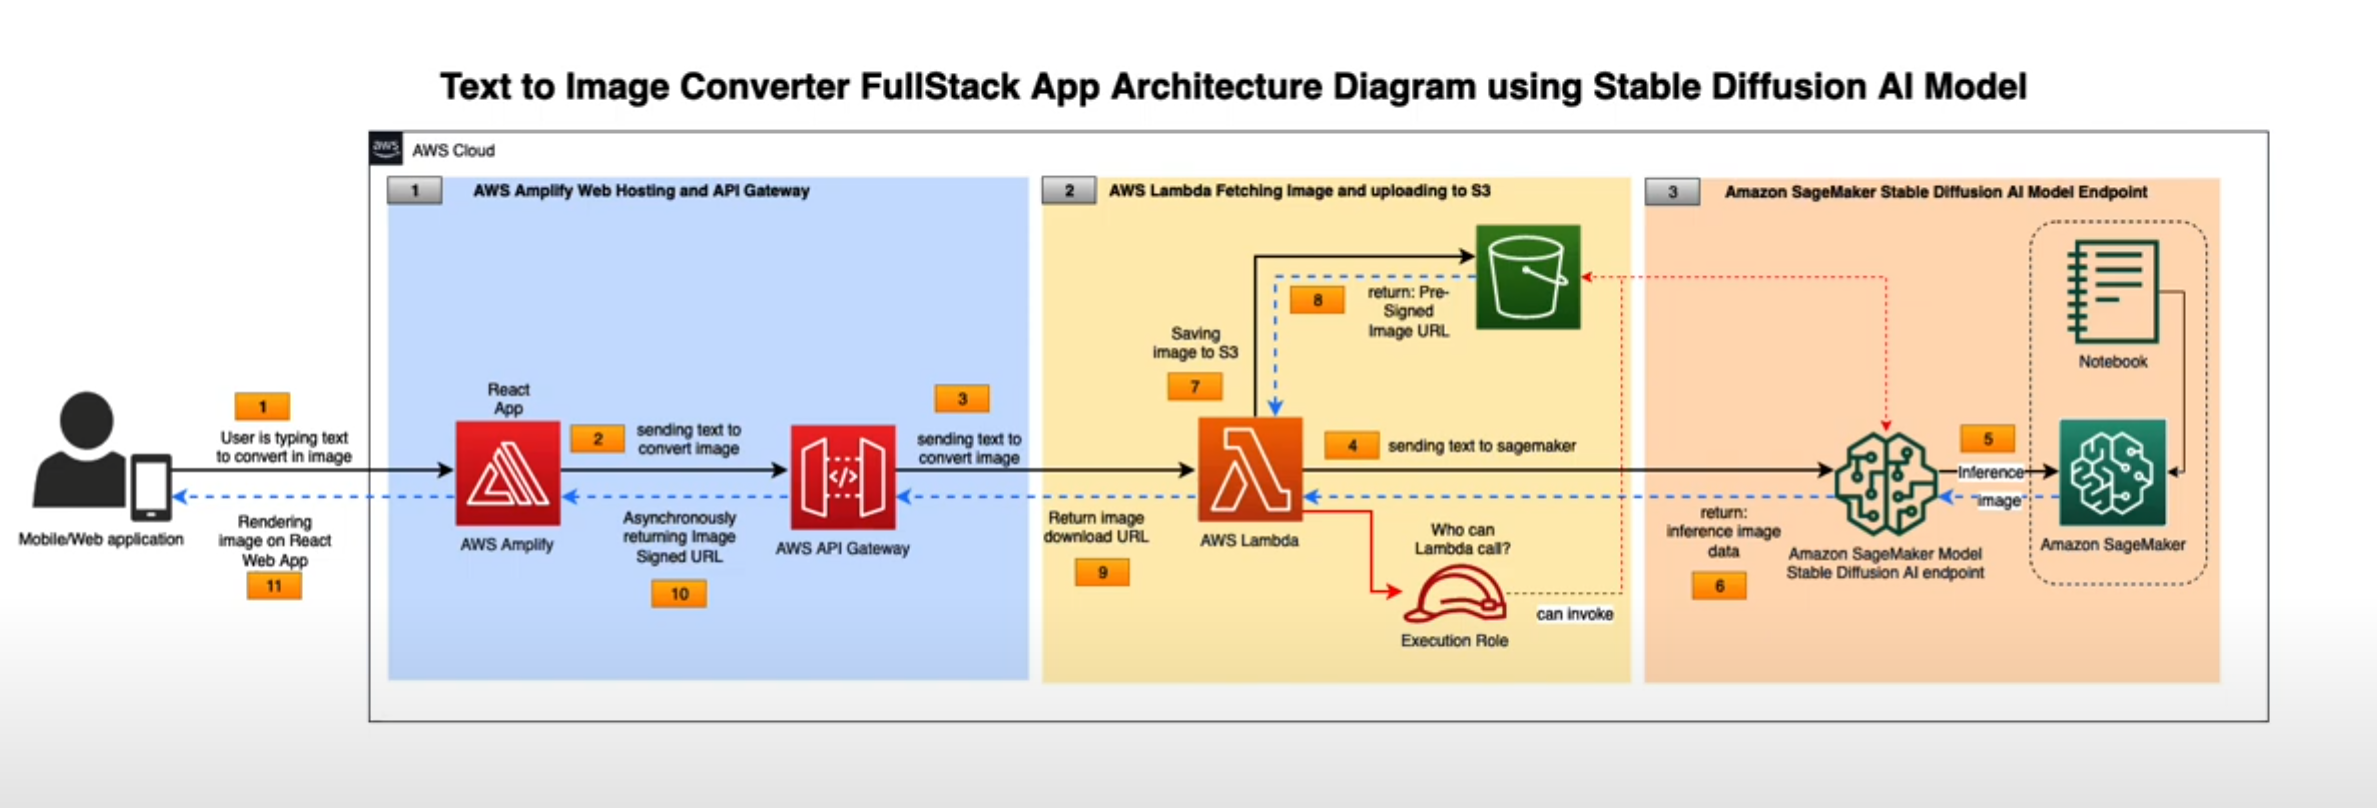 Text to Image Converter FullStack App Architecture Diagram using Stable Diffusion AI Model
aws
AWS Cloud
1
AWS Amplify Web Hosting and API Gateway
2
AWS Lambda Fetching Image and uploading to S3
3
Amazon SageMaker Stable Diffusion AI Model Endpoint
1
User is typing text
to convert in image
Mobile/Web application
Rendering
image on React
Web App
11
React
App
AWS Amplify
2
sending text to
convert image
Asynchronously
returning Image
Signed URL
10
AWS API Gateway
3
sending text to
convert image
Return image
download URL
9
Saving
image to S3
7
8
return: Pre-
Signed
Image URL
AWS Lambda
4
sending text to sagemaker
Who can
Lambda call?
Execution Role
can invoke
return:
inference image
data
6
Amazon SageMaker Model
Stable Diffusion AI endpoint
5
Inference
image
Notebook
Amazon SageMaker